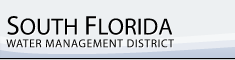 SOUTH FLORIDA
WATER MANAGEMENT DISTRICT